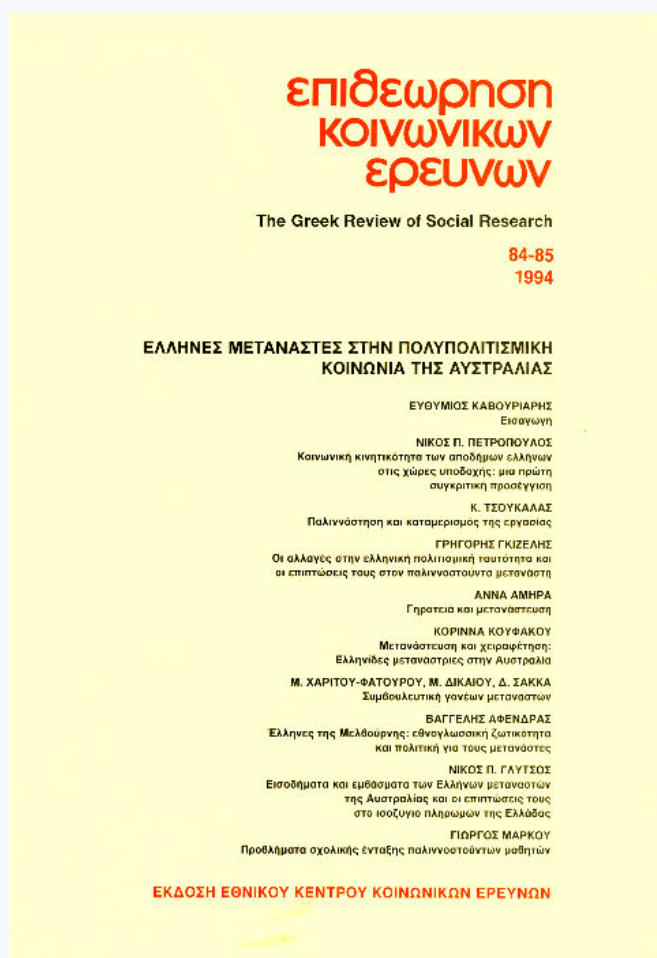 επιθεωρηση
κοινωνικων
ερευνων
The Greek Review of Social Research
84-85
1994
ΕΛΛΗΝΕΣ ΜΕΤΑΝΑΣΤΕΣ ΣΤΗΝ ΠΟΛΥΠΟΛΙΤΙΣΜΙΚΗ
ΚΟΙΝΩΝΙΑ ΤΗΣ ΑΥΣΤΡΑΛΙΑΣ
ΕΥΘΥΜΙΟΣ ΚΑΒΟΥΡΙΑΡΗΣ
Εισαγωγή
ΝΙΚΟΣ Π. ΠΕΤΡΟΠΟΥΛΟΣ
Κοινωνική κινητικότητα των αποδήμων ελλήνων
στις χώρες υποδοχής: μια πρώτη
συγκριτική προσέγγιση
Κ. ΤΣΟΥΚΑΛΑΣ
Παλιννόστηση και καταμερισμός της εργασίας
ΓΡΗΓΟΡΗΣ ΓΚΙΖΕΛΗΣ
Οι αλλαγές στην ελληνική πολιτισμική ταυτότητα και
οι επιπτώσεις τους στον παλιννοστούντα μετανάστη
ΑΝΝΑ ΑΜΗΡΑ
Γηρατειά και μετανάστευση
ΚΟΡΙΝΝΑ ΚΟΥΦΑΚΟΥ
Μετανάστευση και χειραφέτηση:
Ελληνίδες μετανάστριες στην Αυστραλία
Μ. ΧΑΡΙΤΟΥ-ΦΑΤΟΥΡΟΥ, Μ. ΔΙΚΑΙΟΥ, Δ. ΣΑΚΚΑ
Συμβουλευτική γονέων μεταναστών
ΒΑΓΓΕΛΗΣ ΑΦΕΝΔΡΑΣ
Έλληνες της Μελβούρνης: εθνογλωσσική ζωτικότητα
και πολιτική για τους μετανάστες
ΝΙΚΟΣ Π. ΓΛΥΤΣΟΣ
Εισοδήματα και εμβάσματα των Ελλήνων μεταναστών
της Αυστραλίας και οι επιπτώσεις τους
στο ισοζύγιο πληρωμών της Ελλάδας
ΓΙΩΡΓΟΣ ΜΑΡΚΟΥ
Προβλήματα σχολικής ένταξης παλιννοστούντων μαθητών
ΕΚΔΟΣΗ ΕΘΝΙΚΟΥ ΚΕΝΤΡΟΥ ΚΟΙΝΩΝΙΚΩΝ ΕΡΕΥΝΩΝ